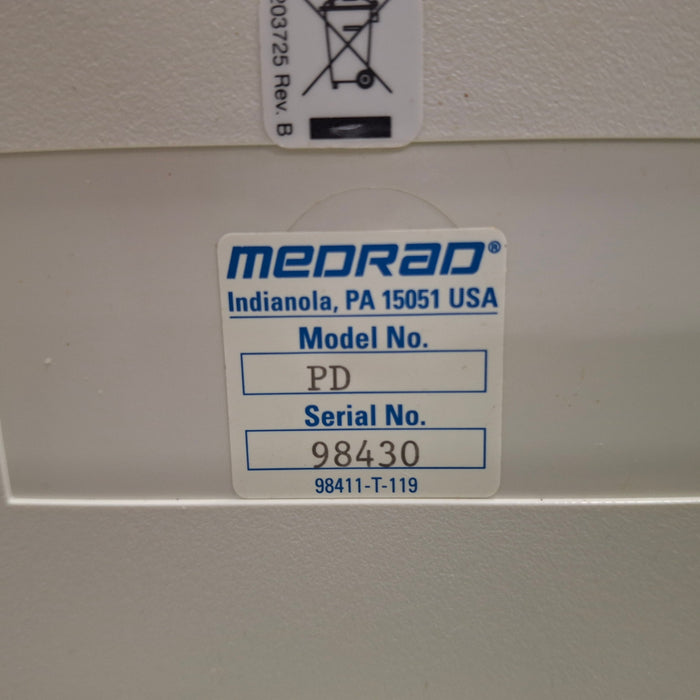 203725 Rev. B
MEDRAD®
Indianola, PA 15051 USA
Model No.
PD
Serial No.
98430
98411-T-119